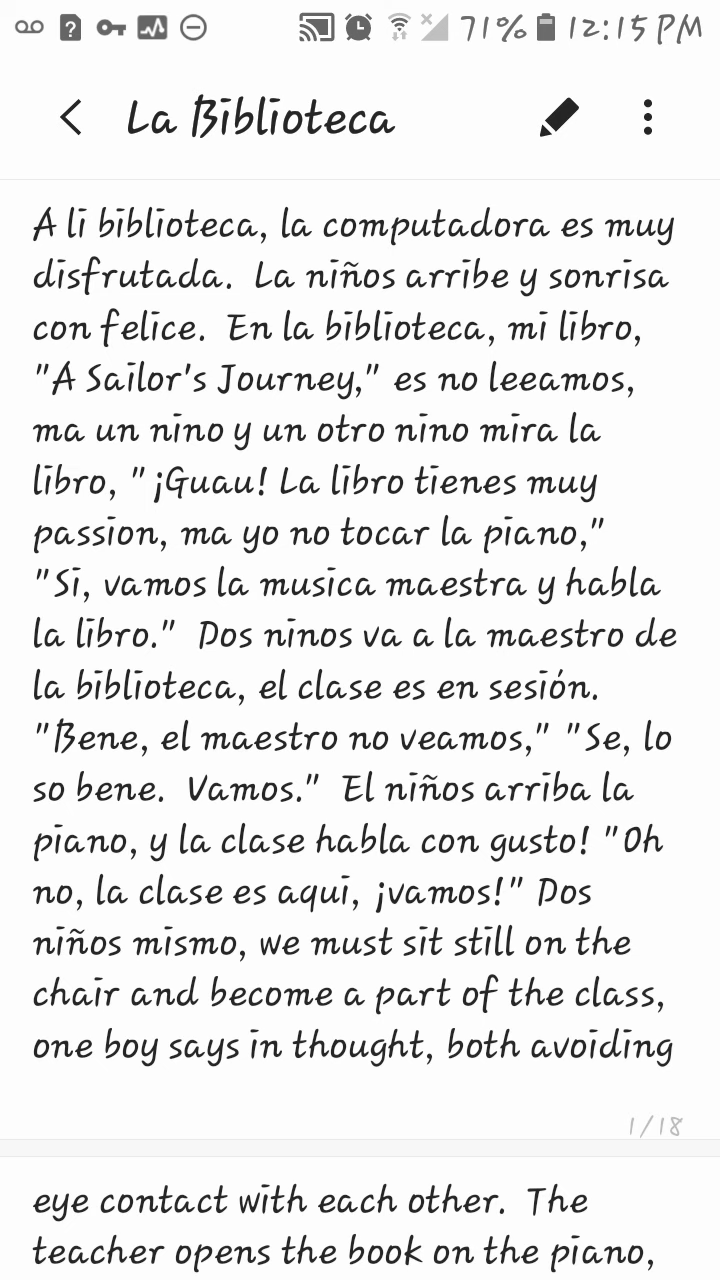 71% 12:15 PM
La Biblioteca
A li biblioteca, la computadora es muy
disfrutada. La niños arribe y sonrisa
con felice. En la biblioteca, mi libro,
"A Sailor's Journey," es no leeamos,
ma un nino y un otro nino mira la
libro, "¡Guau! La libro tienes muy
passion, ma yo no tocar la piano,"
"Si, vamos la musica maestra y habla
la libro." Dos ninos va a la maestro de
la biblioteca, el clase es en sesión.
"Bene, el maestro no veamos," "Se, lo
so bene. Vamos." El niños arriba la
piano, y la clase habla con gusto! "Oh
no, la clase es aqui, ¡vamos!" Dos
niños mismo, we must sit still on the
chair and become a part of the class,
one boy says in thought, both avoiding
1/18
eye contact with each other. The
teacher opens the book on the piano,